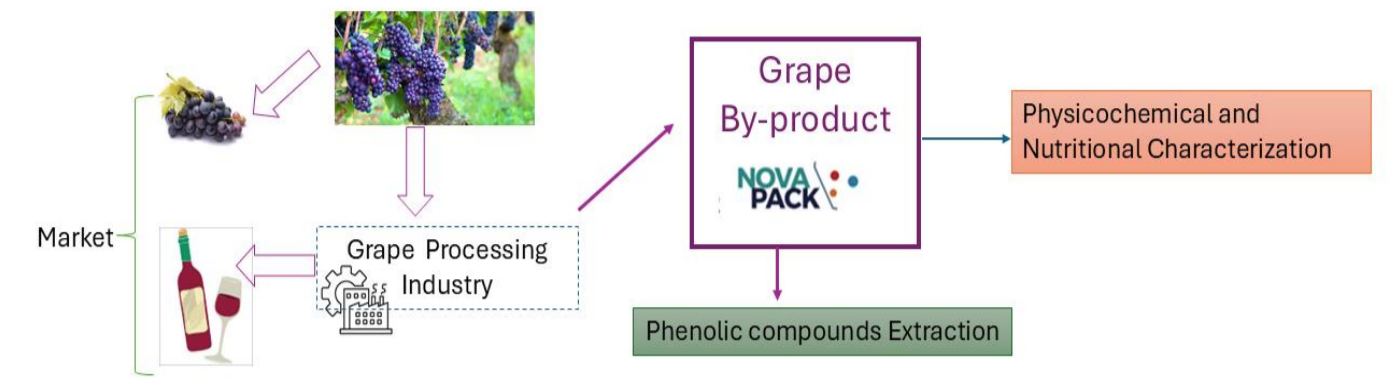 Grape
By-product
NOVA
PACK
Physicochemical and
Nutritional Characterization
Market
Grape Processing
Industry
Phenolic compounds Extraction